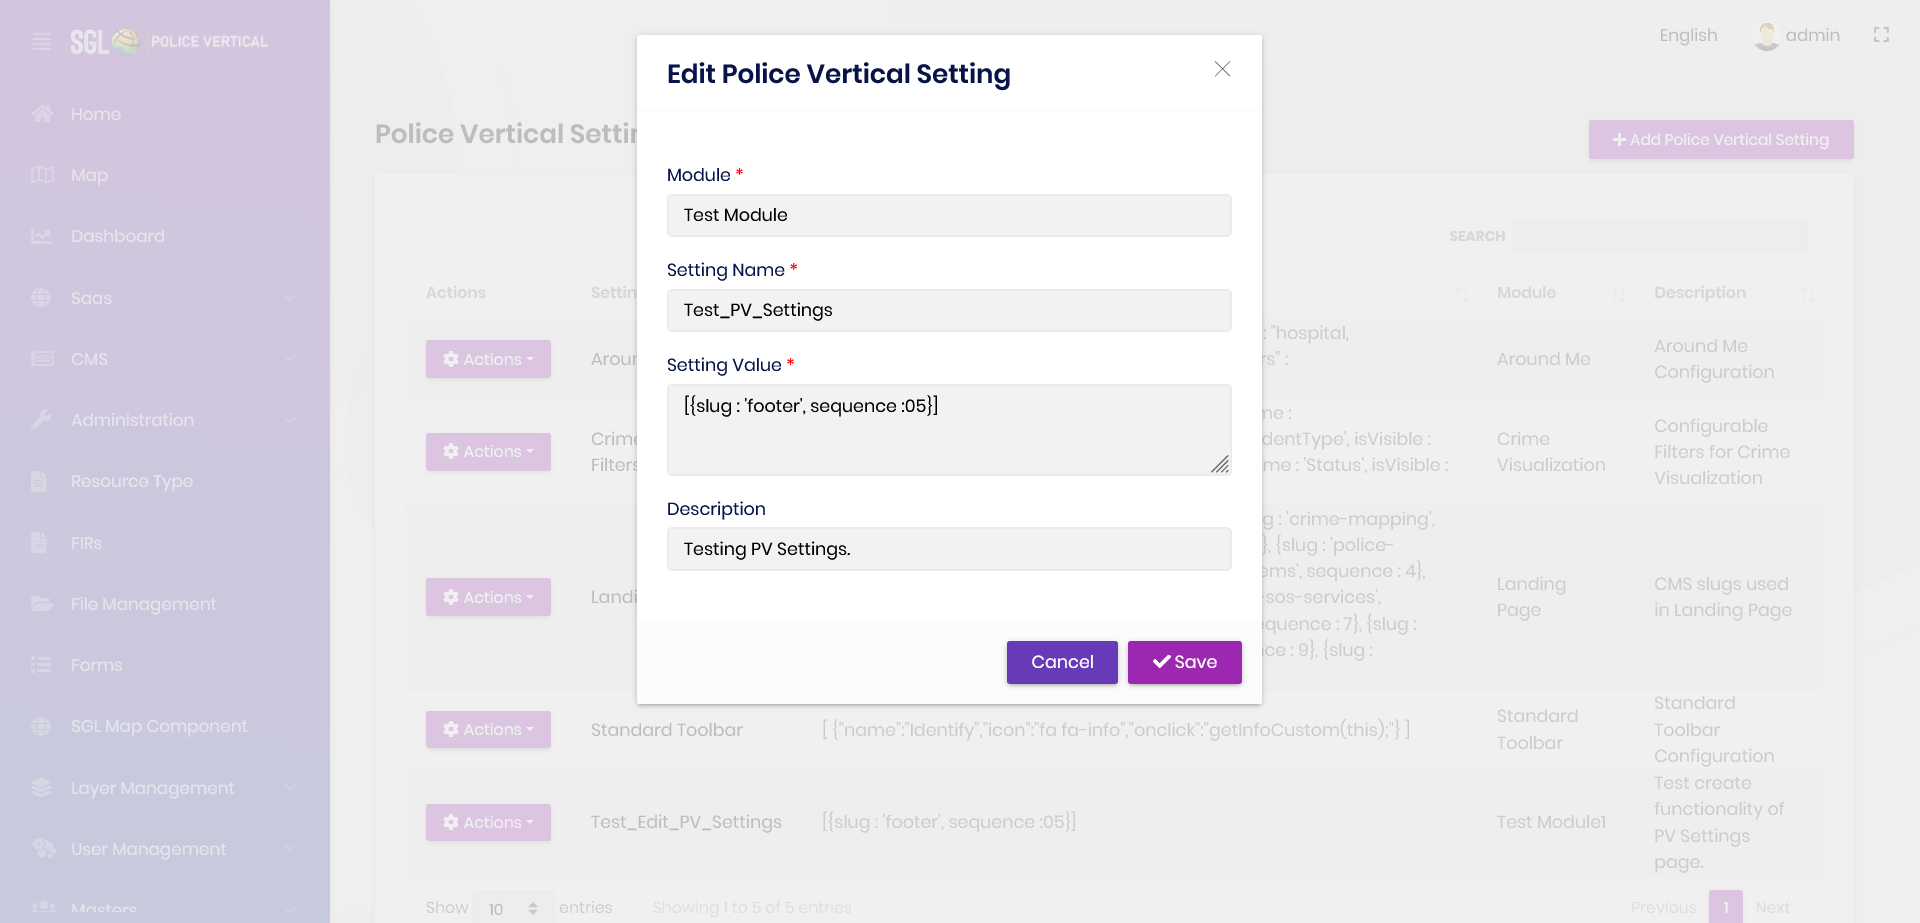 SGL POLICE VERTICAL
English
admin
Home
Map
Dashboard
Saas
CMS
Administration
Resource Type
FIRs
File Management
Forms
SGL Map Component
Layer Management
User Management
Masters
Police Vertical Settin
+ Add Police Vertical Setting
SEARCH
Actions
Settin
Module
Description
Actions
Aroun
: "hospital,
rs" :
Around Me
Around Me
Configuration
Actions
Crime
Filters
me :
dentType', isVisible :
me : 'Status', isVisible :
Crime
Visualization
Configurable
Filters for Crime
Visualization
Actions
Landi
g : 'crime-mapping',
}, {slug : 'police-
ems', sequence : 4},
-sos-services',
equence : 7}, {slug :
ce : 9}, {slug :
Landing
Page
CMS slugs used
in Landing Page
Actions
Standard Toolbar
[ {"name":"Identify","icon":"fa fa-info","onclick":"getInfoCustom(this);"} ]
Standard
Toolbar
Standard
Toolbar
Configuration
Actions
Test_Edit_PV_Settings
[{slug : 'footer', sequence :05}]
Test Module1
Test create
functionality of
PV Settings
page.
Show 10 entries
Showing 1 to 5 of 5 entries
Previous 1 Next
Edit Police Vertical Setting
Module *
Test Module
Setting Name *
Test_PV_Settings
Setting Value *
[{slug : 'footer', sequence :05}]
Description
Testing PV Settings.
Cancel
Save